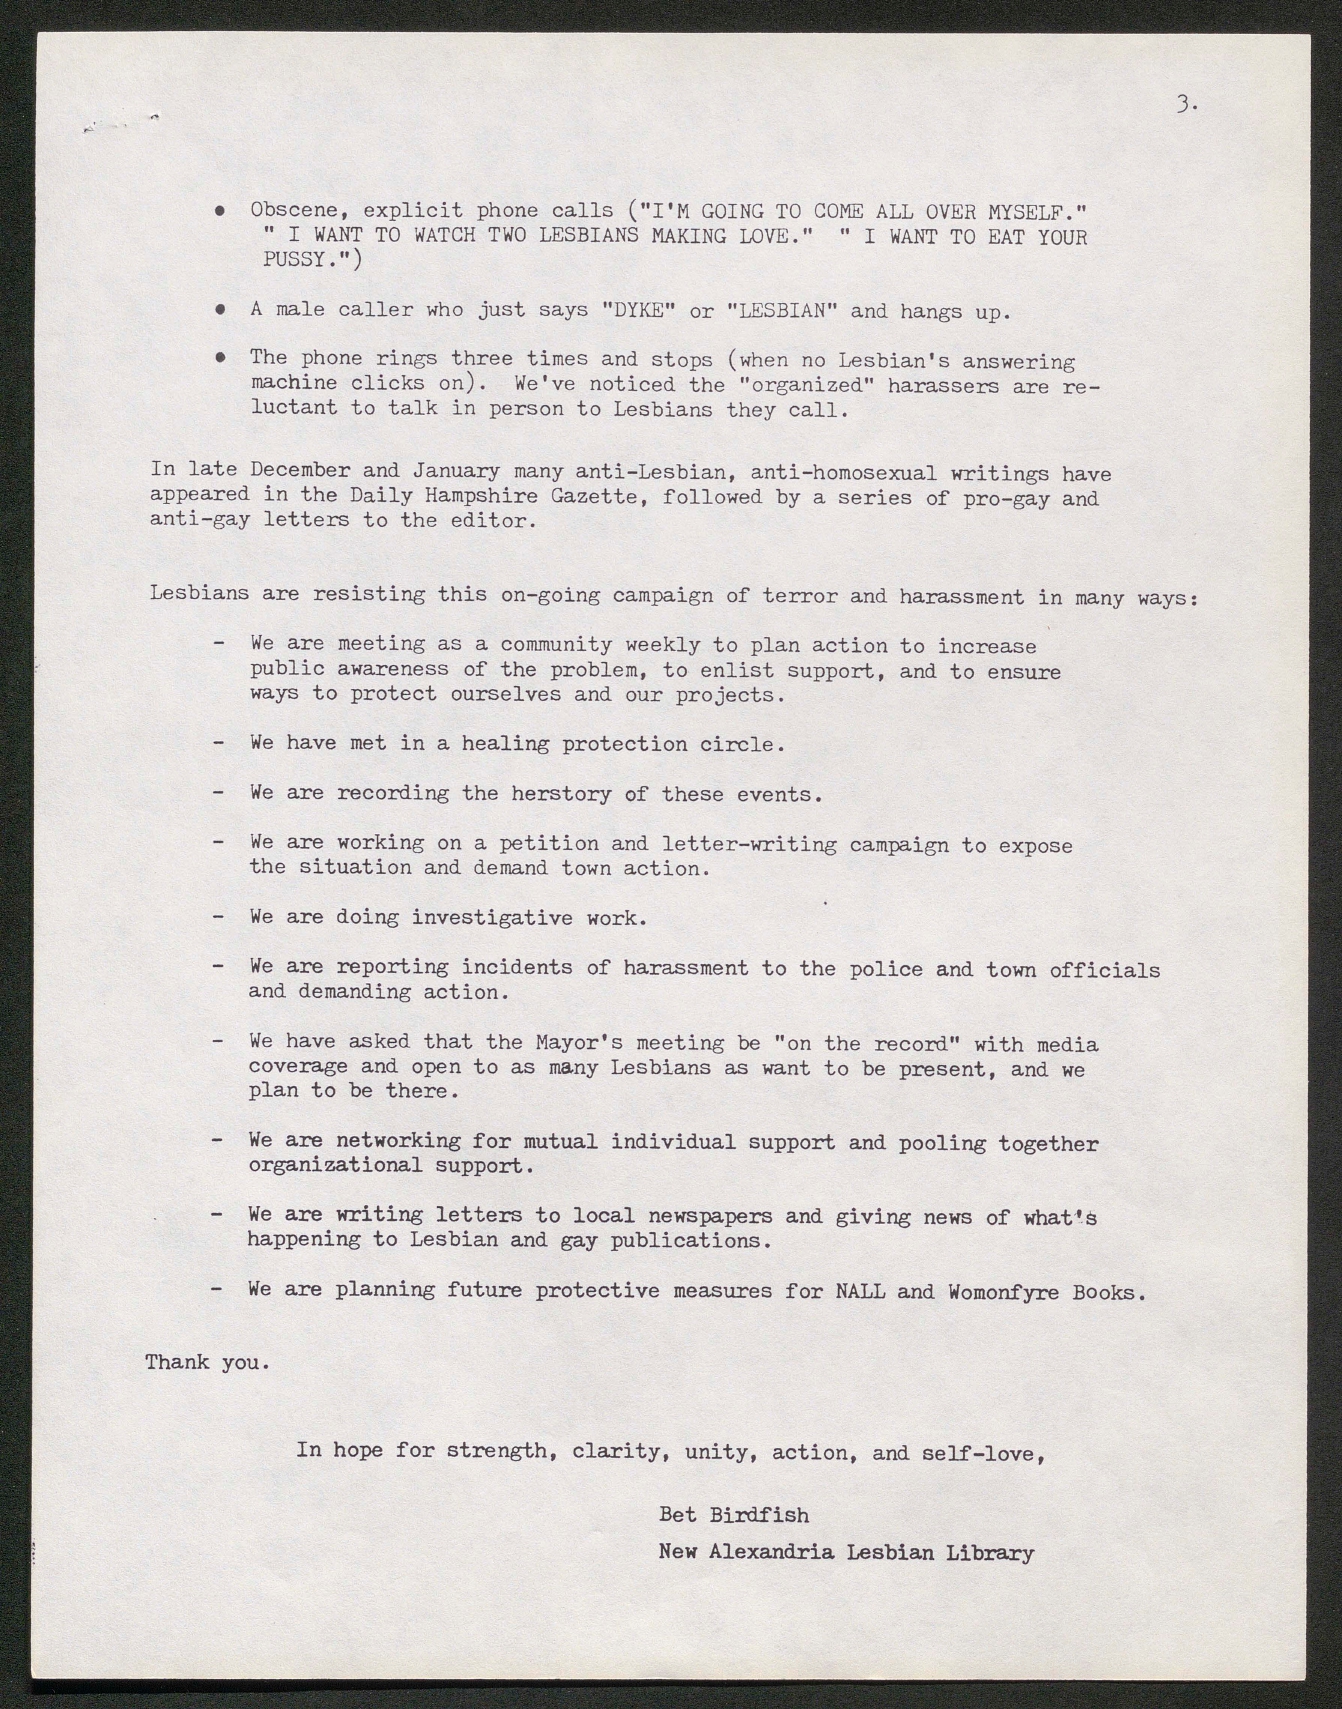 3.
• Obscene, explicit phone calls ("I'M GOING TO COME ALL OVER MYSELF."
" I WANT TO WATCH TWO LESBIANS MAKING LOVE." " I WANT TO EAT YOUR
PUSSY.")
• A male caller who just says "DYKE" or "LESBIAN" and hangs up.
• The phone rings three times and stops (when no Lesbian's answering
machine clicks on). We've noticed the "organized" harassers are re-
luctant to talk in person to Lesbians they call.
In late December and January many anti-Lesbian, anti-homosexual writings have
appeared in the Daily Hampshire Gazette, followed by a series of pro-gay and
anti-gay letters to the editor.
Lesbians are resisting this on-going campaign of terror and harassment in many ways:
- We are meeting as a community weekly to plan action to increase
public awareness of the problem, to enlist support, and to ensure
ways to protect ourselves and our projects.
- We have met in a healing protection circle.
- We are recording the herstory of these events.
- We are working on a petition and letter-writing campaign to expose
the situation and demand town action.
- We are doing investigative work.
- We are reporting incidents of harassment to the police and town officials
and demanding action.
- We have asked that the Mayor's meeting be "on the record" with media
coverage and open to as many Lesbians as want to be present, and we
plan to be there.
- We are networking for mutual individual support and pooling together
organizational support.
- We are writing letters to local newspapers and giving news of what's
happening to Lesbian and gay publications.
- We are planning future protective measures for NALL and Womonfyre Books.
Thank you.
In hope for strength, clarity, unity, action, and self-love,
Bet Birdfish
New Alexandria Lesbian Library